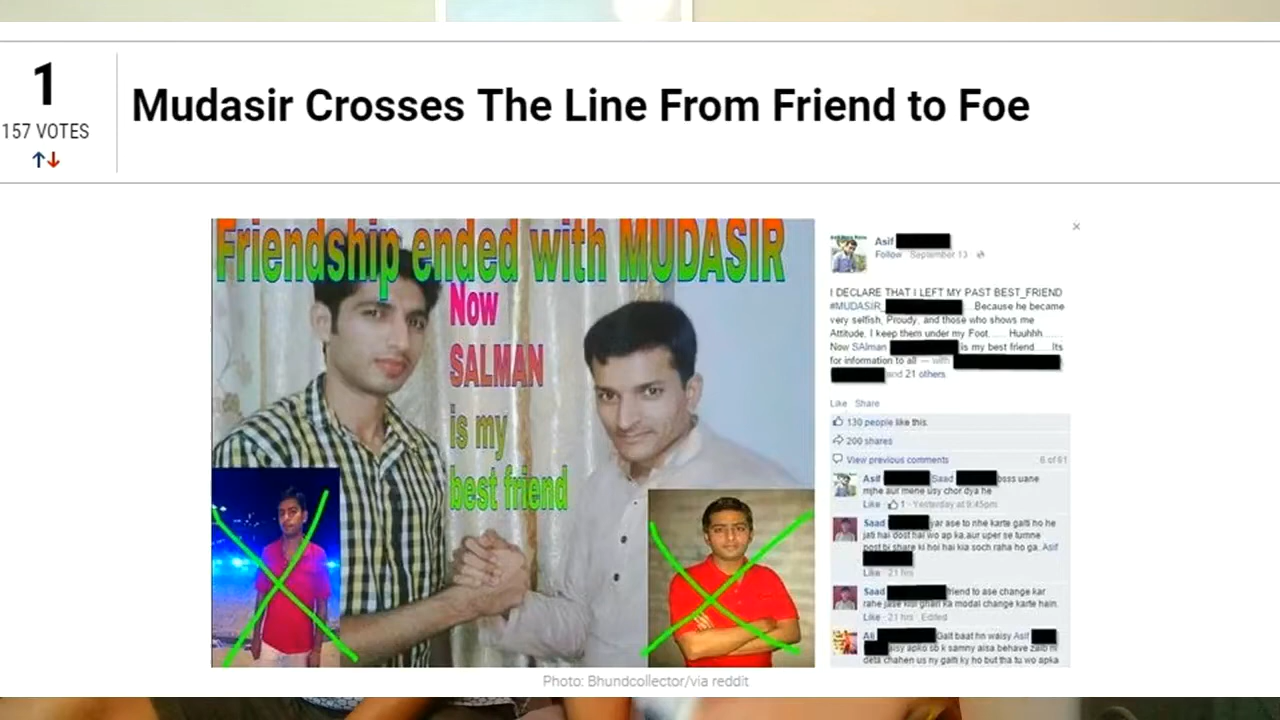 1
157 VOTES
Mudasir Crosses The Line From Friend to Foe
Friendship ended with MUDASIR
Now
SALMAN
is my
best friend
Asif
Follow · September 13 ·
I DECLARE THAT I LEFT MY PAST BEST_FRIEND
#MUDASIR_ ...Because he became
very selfish, Proudy, and those who shows me
Attitude, I keep them under my Foot..... Huuhhh.....
Now SAlman is my best friend.....Its
for information to all — with
and 21 others.
Like · Share
130 people like this.
200 shares
View previous comments 6 of 61
Asif Saad bsss uane
mjhe aur mene usy chor dya he
Like · 1 · Yesterday at 9:45pm
Saad yar ase to nhe karte galti ho he
jati hai dost hai wo ap ka.aur uper se tumne
post bi share ki hoi hai kia soch raha ho ga. Asif
Like · 21 hrs
Saad friend to ase change kar
rahe jase kisi ghari ka modal change karte hain.
Like · 21 hrs · Edited
Ali Galt baat hn waisy Asif
aisy apko sb k samny aisa behave
deta chahen us ny galti ky ho but tha tu wo apka
Photo: Bhundcollector/via reddit